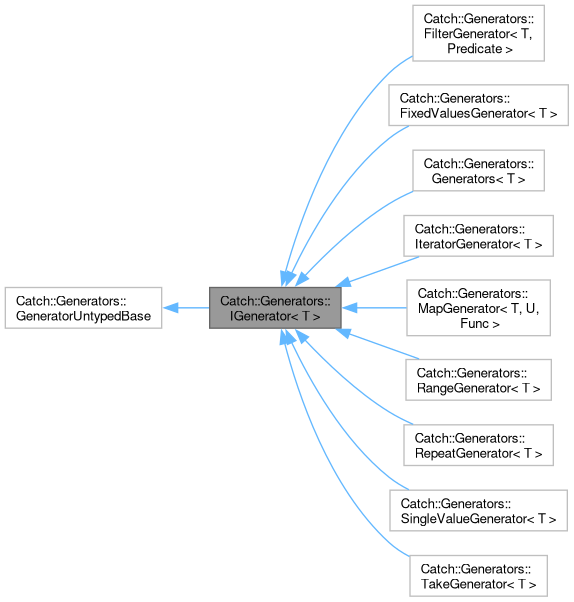 Catch::Generators::
GeneratorUntypedBase
Catch::Generators::
IGenerator< T >
Catch::Generators::
FilterGenerator< T,
Predicate >
Catch::Generators::
FixedValuesGenerator< T >
Catch::Generators::
Generators< T >
Catch::Generators::
IteratorGenerator< T >
Catch::Generators::
MapGenerator< T, U,
Func >
Catch::Generators::
RangeGenerator< T >
Catch::Generators::
RepeatGenerator< T >
Catch::Generators::
SingleValueGenerator< T >
Catch::Generators::
TakeGenerator< T >